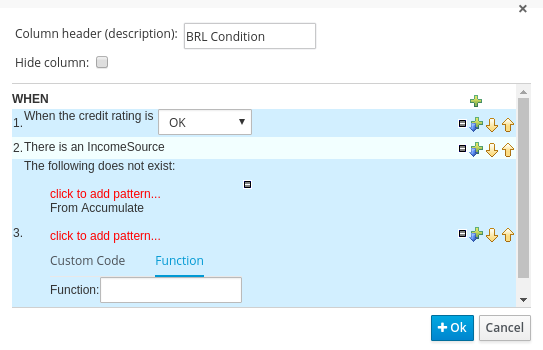 Column header (description): BRL Condition
Hide column:
WHEN
1. When the credit rating is OK
2. There is an IncomeSource
The following does not exist:
click to add pattern...
From Accumulate
3. click to add pattern...
Custom Code Function
Function:
Ok Cancel